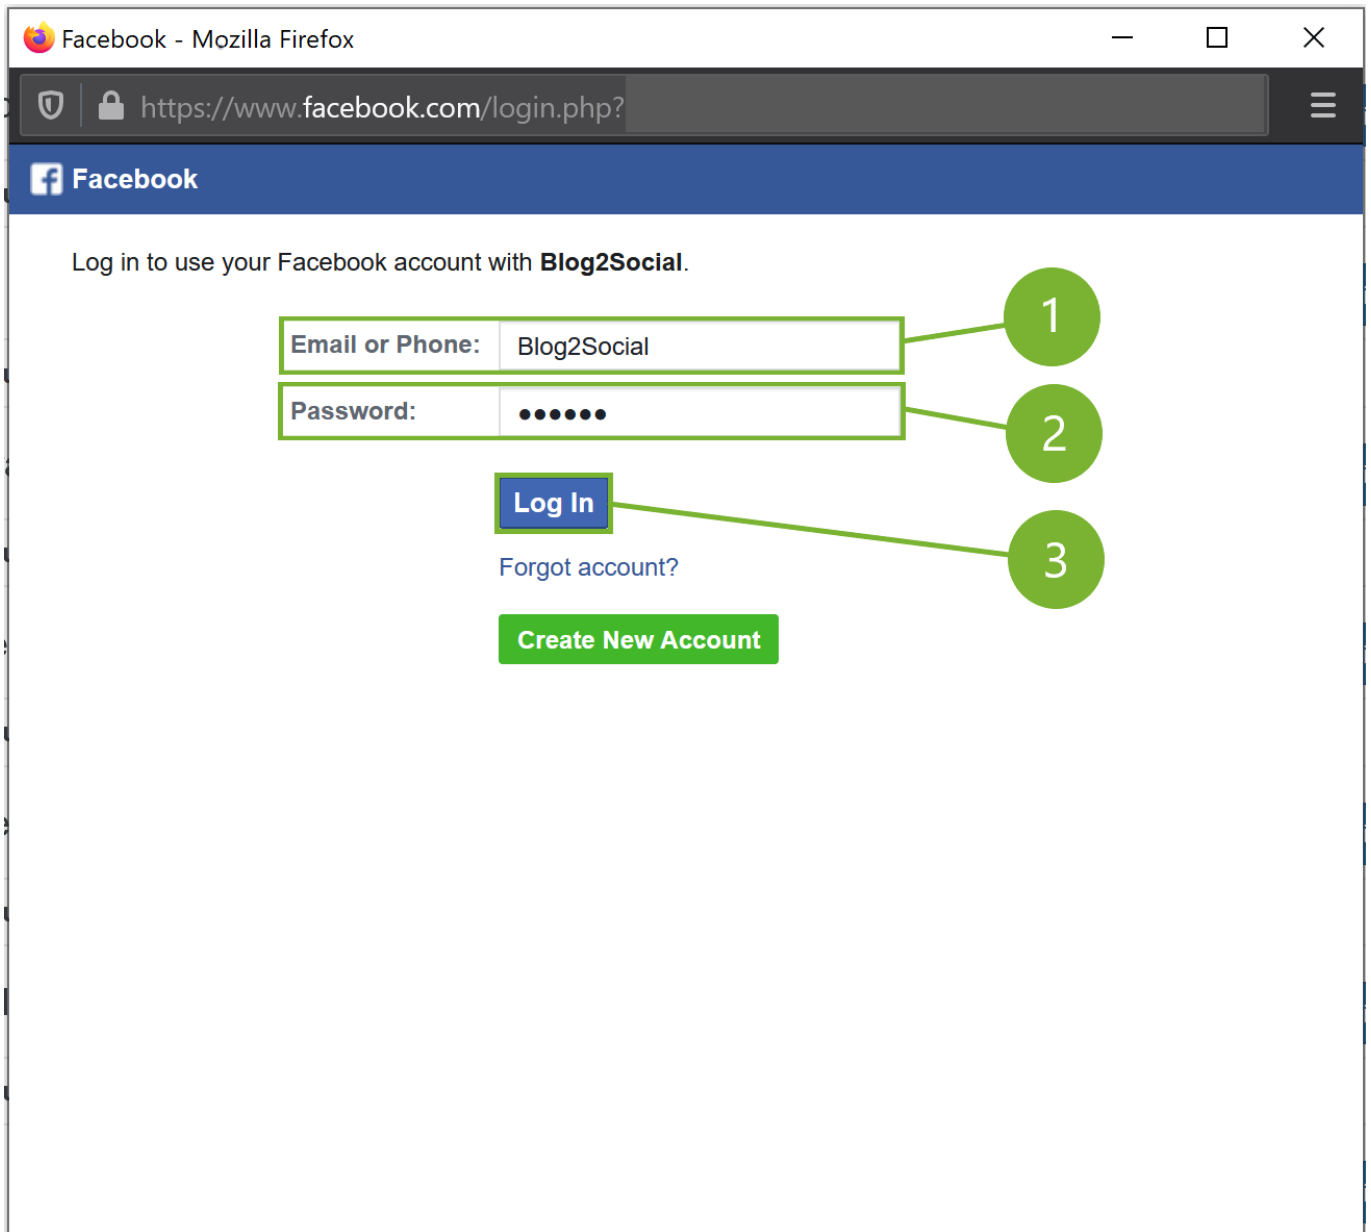 Facebook - Mozilla Firefox
https://www.facebook.com/login.php?
Facebook
Log in to use your Facebook account with Blog2Social.
1
Email or Phone: Blog2Social
Password: ●●●●●●
2
Log In
3
Forgot account?
Create New Account